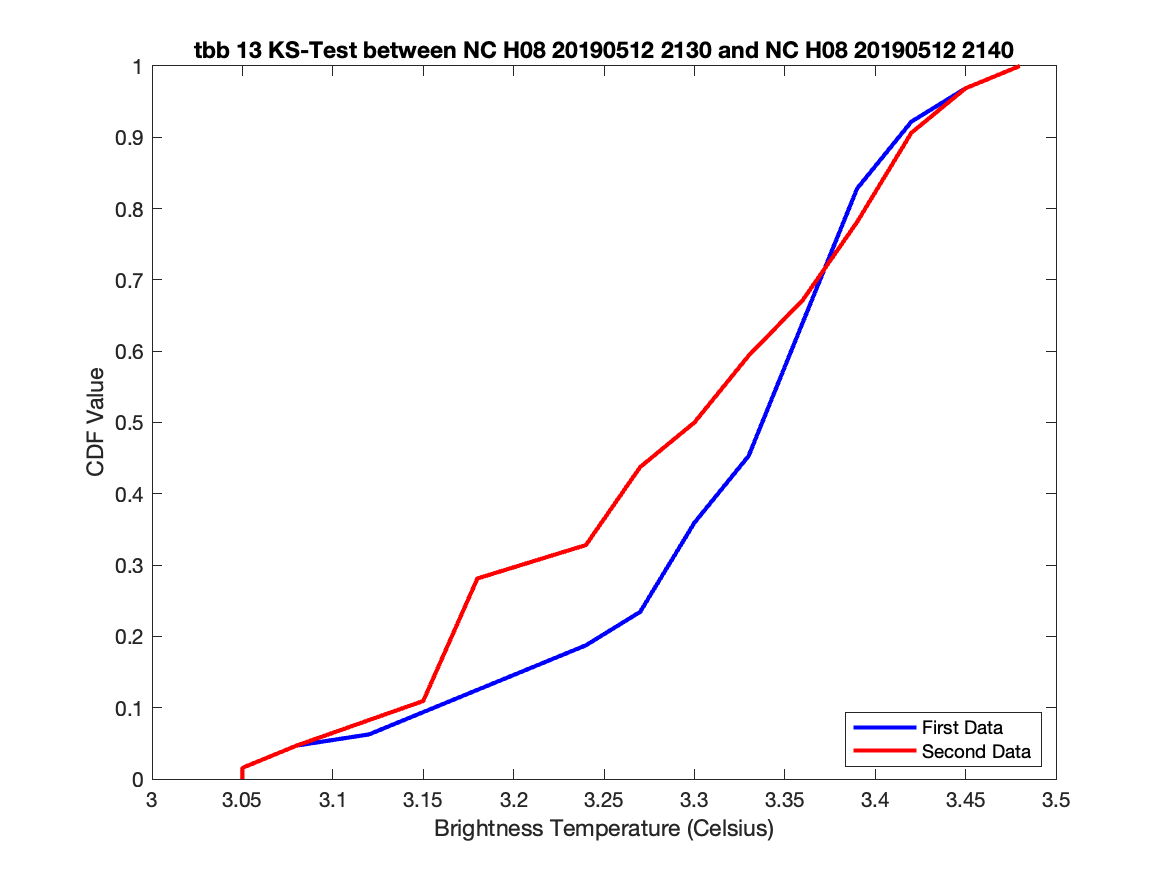 tbb 13 KS-Test between NC H08 20190512 2130 and NC H08 20190512 2140
1
0.9
0.8
0.7
0.6
0.5
0.4
0.3
0.2
0.1
0
CDF Value
First Data
Second Data
3 3.05 3.1 3.15 3.2 3.25 3.3 3.35 3.4 3.45 3.5
Brightness Temperature (Celsius)